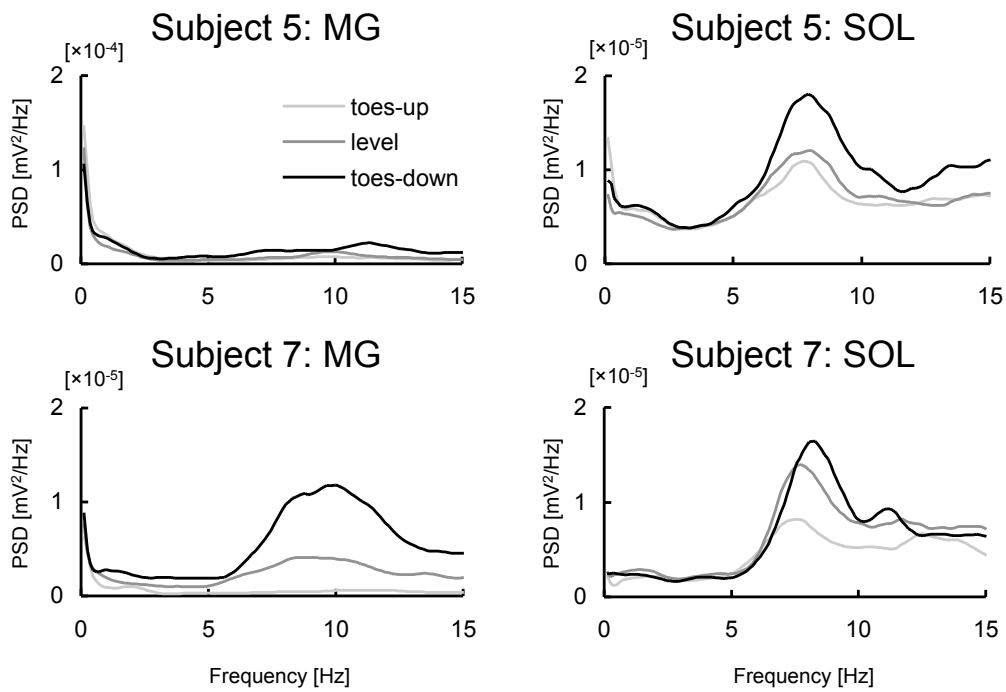 Subject 5: MG
[×10⁻⁴]
PSD [mV²/Hz]
2
1
0
0 5 10 15
toes-up
level
toes-down
Subject 5: SOL
[×10⁻⁵]
PSD [mV²/Hz]
2
1
0
0 5 10 15
Subject 7: MG
[×10⁻⁵]
PSD [mV²/Hz]
2
1
0
0 5 10 15
Frequency [Hz]
Subject 7: SOL
[×10⁻⁵]
PSD [mV²/Hz]
2
1
0
0 5 10 15
Frequency [Hz]